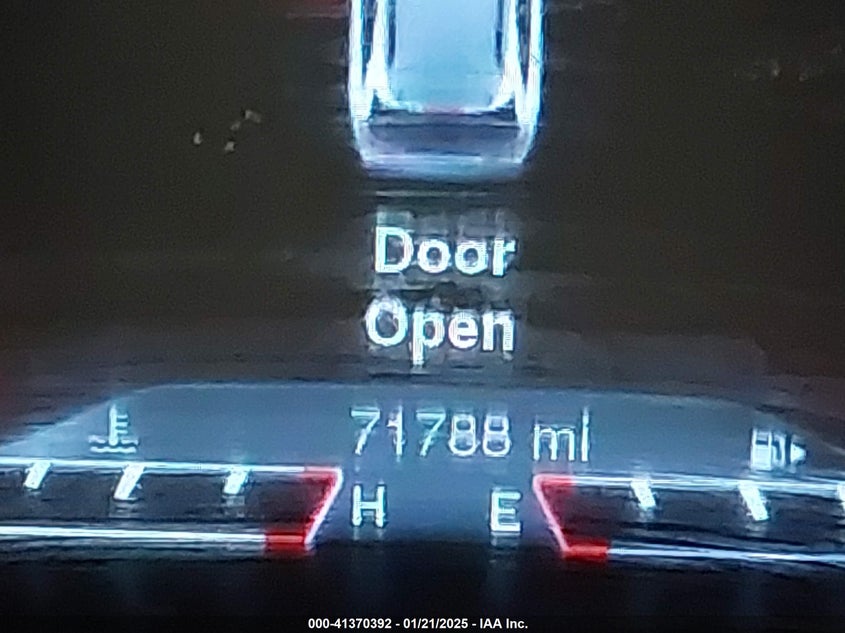 Door
Open
71788 mi
H E
000-41370392 - 01/21/2025 - IAA Inc.